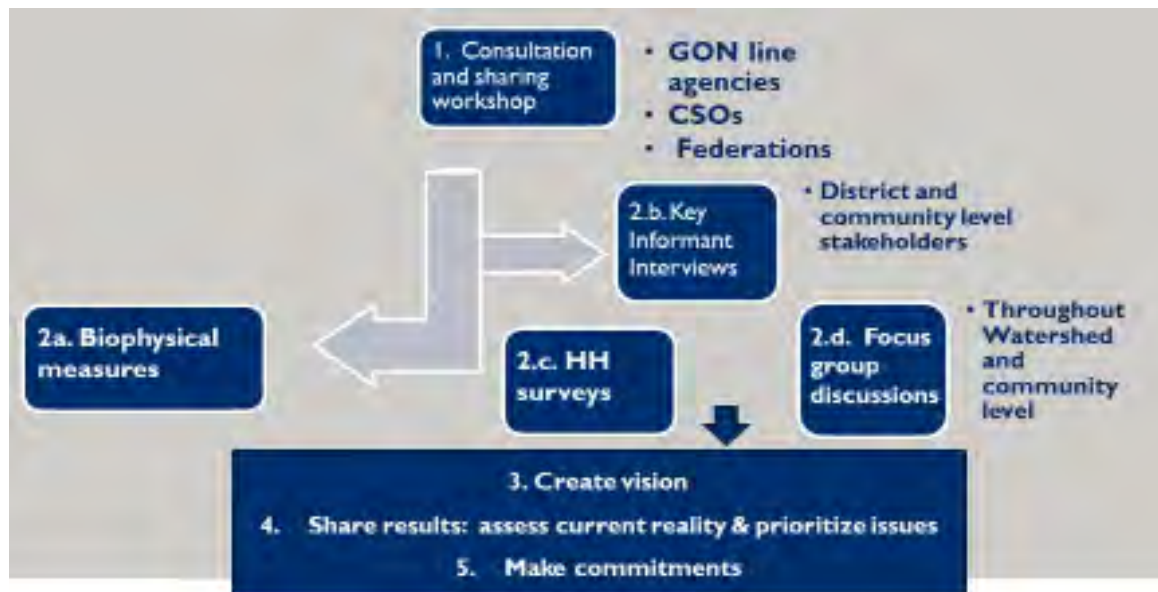 1. Consultation
and sharing
workshop
• GON line
agencies
• CSOs
• Federations
2.b. Key
Informant
Interviews
• District and
community level
stakeholders
2a. Biophysical
measures
2.c. HH
surveys
2.d. Focus
group
discussions
• Throughout
Watershed
and
community
level
3. Create vision
4. Share results: assess current reality & prioritize issues
5. Make commitments